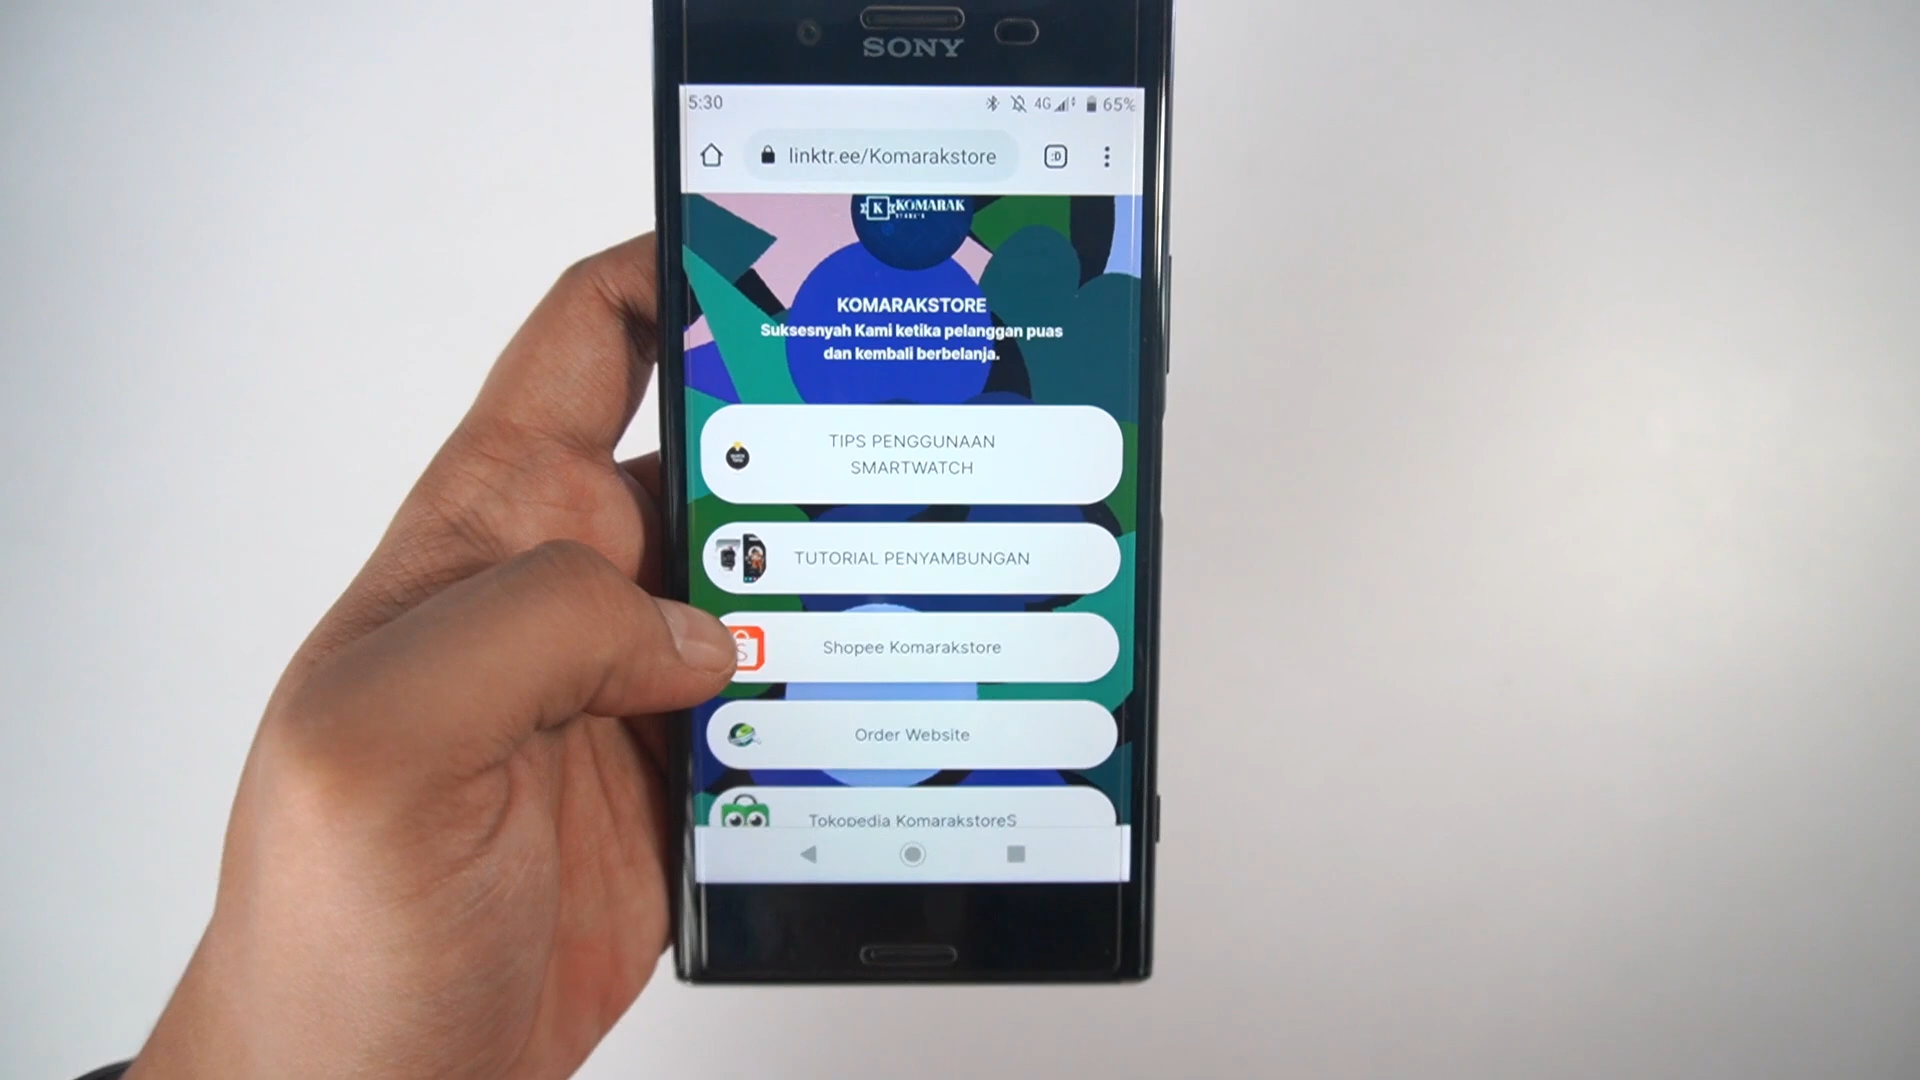 SONY
5:30
4G
65%
linktr.ee/Komarakstore
:D
K KOMARAK
KOMARAKSTORE
Suksesnyah Kami ketika pelanggan puas
dan kembali berbelanja.
TIPS PENGGUNAAN
SMARTWATCH
TUTORIAL PENYAMBUNGAN
Shopee Komarakstore
Order Website
Tokopedia KomarakstoreS